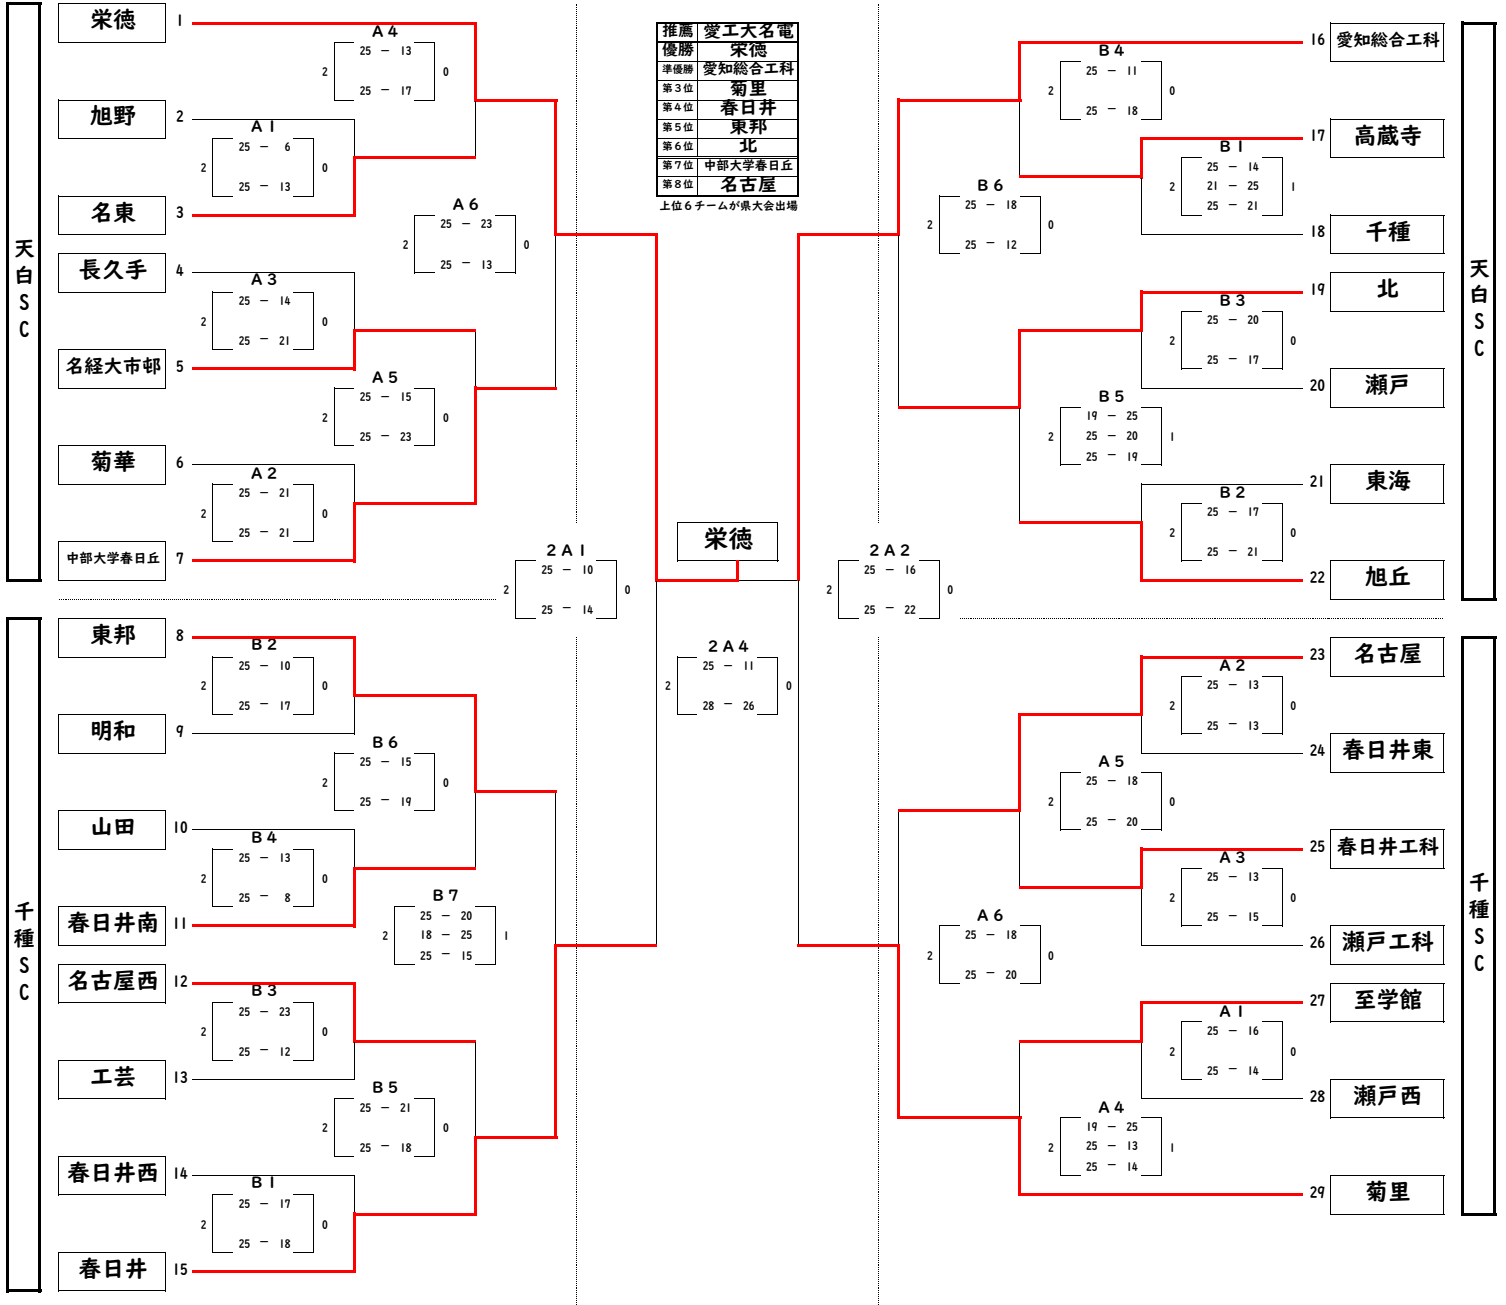 天白SC
栄徳 1
旭野 2
名東 3
長久手 4
名経大市邨 5
菊華 6
中部大学春日丘 7
A4
25 － 13
2 0
25 － 17
A1
25 － 6
2 0
25 － 13
A6
25 － 23
2 0
25 － 13
A3
25 － 14
2 0
25 － 21
A5
25 － 15
2 0
25 － 23
A2
25 － 21
2 0
25 － 21
千種SC
東邦 8
明和 9
山田 10
春日井南 11
名古屋西 12
工芸 13
春日井西 14
春日井 15
B2
25 － 10
2 0
25 － 17
B6
25 － 15
2 0
25 － 19
B4
25 － 13
2 0
25 － 8
B7
25 － 20
2 18 － 25 1
25 － 15
B3
25 － 23
2 0
25 － 12
B5
25 － 21
2 0
25 － 18
B1
25 － 17
2 0
25 － 18
推薦 愛工大名電
優勝 栄徳
準優勝 愛知総合工科
第3位 菊里
第4位 春日井
第5位 東邦
第6位 北
第7位 中部大学春日丘
第8位 名古屋
上位6チームが県大会出場
栄徳
2A1
25 － 10
2 0
25 － 14
2A2
25 － 16
2 0
25 － 22
2A4
25 － 11
2 0
28 － 26
天白SC
16 愛知総合工科
17 高蔵寺
18 千種
19 北
20 瀬戸
21 東海
22 旭丘
B4
25 － 11
2 0
25 － 18
B1
25 － 14
2 21 － 25 1
25 － 21
B6
25 － 18
2 0
25 － 12
B3
25 － 20
2 0
25 － 17
B5
19 － 25
2 25 － 20 1
25 － 19
B2
25 － 17
2 0
25 － 21
千種SC
23 名古屋
24 春日井東
25 春日井工科
26 瀬戸工科
27 至学館
28 瀬戸西
29 菊里
A2
25 － 13
2 0
25 － 13
A5
25 － 18
2 0
25 － 20
A3
25 － 13
2 0
25 － 15
A6
25 － 18
2 0
25 － 20
A1
25 － 16
2 0
25 － 14
A4
19 － 25
2 25 － 13 1
25 － 14